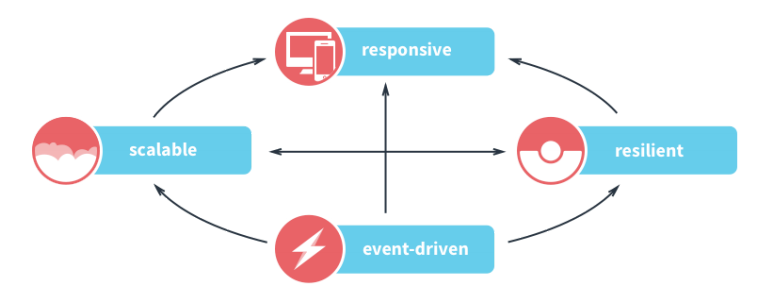 responsive
scalable
resilient
event-driven